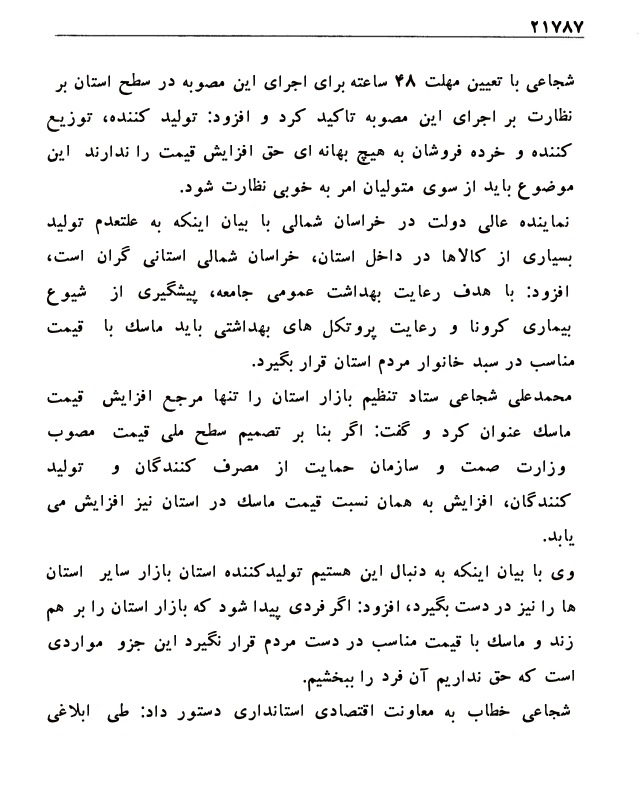 ۲۱۷۸۷
شجاعی با تعیین مهلت ۴۸ ساعته برای اجرای این مصوبه در سطح استان بر
نظارت بر اجرای این مصوبه تاکید کرد و افزود: تولید کننده، توزیع
کننده و خرده فروشان به هیچ بهانه ای حق افزایش قیمت را ندارند این
موضوع باید از سوی متولیان امر به خوبی نظارت شود.
نماینده عالی دولت در خراسان شمالی با بیان اینکه به علتعدم تولید
بسیاری از کالاها در داخل استان، خراسان شمالی استانی گران است،
افزود: با هدف رعایت بهداشت عمومی جامعه، پیشگیری از شیوع
بیماری کرونا و رعایت پروتکل های بهداشتی باید ماسک با قیمت
مناسب در سبد خانوار مردم استان قرار بگیرد.
محمدعلی شجاعی ستاد تنظیم بازار استان را تنها مرجع افزایش قیمت
ماسک عنوان کرد و گفت: اگر بنا بر تصمیم سطح ملی قیمت مصوب
وزارت صمت و سازمان حمایت از مصرف کنندگان و تولید
کنندگان، افزایش به همان نسبت قیمت ماسک در استان نیز افزایش می
یابد.
وی با بیان اینکه به دنبال این هستیم تولیدکننده استان بازار سایر استان
ها را نیز در دست بگیرد، افزود: اگر فردی پیدا شود که بازار استان را بر هم
زند و ماسک با قیمت مناسب در دست مردم قرار نگیرد این جزو مواردی
است که حق نداریم آن فرد را ببخشیم.
شجاعی خطاب به معاونت اقتصادی استانداری دستور داد: طی ابلاغی